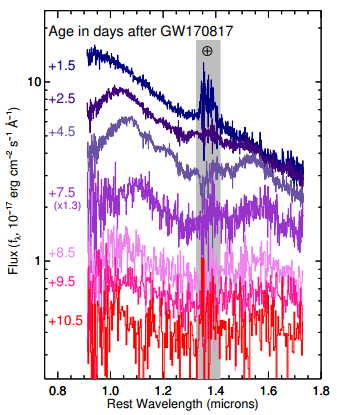 Age in days after GW170817
⊕
+1.5
10
+2.5
+4.5
+7.5
(x1.3)
+8.5
1
+9.5
+10.5
Flux (fλ, 10⁻¹⁷ erg cm⁻² s⁻¹ Å⁻¹)
0.8 1.0 1.2 1.4 1.6 1.8
Rest Wavelength (microns)